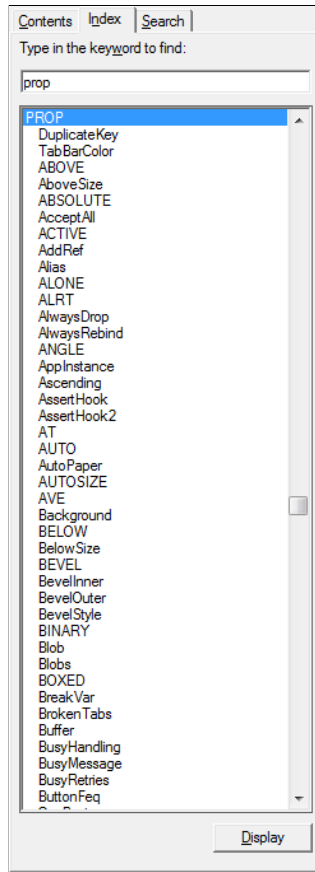 Contents Index Search
Type in the keyword to find:
prop
PROP
DuplicateKey
TabBarColor
ABOVE
AboveSize
ABSOLUTE
AcceptAll
ACTIVE
AddRef
Alias
ALONE
ALRT
AlwaysDrop
AlwaysRebind
ANGLE
AppInstance
Ascending
AssertHook
AssertHook2
AT
AUTO
AutoPaper
AUTOSIZE
AVE
Background
BELOW
BelowSize
BEVEL
BevelInner
BevelOuter
BevelStyle
BINARY
Blob
Blobs
BOXED
BreakVar
BrokenTabs
Buffer
BusyHandling
BusyMessage
BusyRetries
ButtonFeq
Display